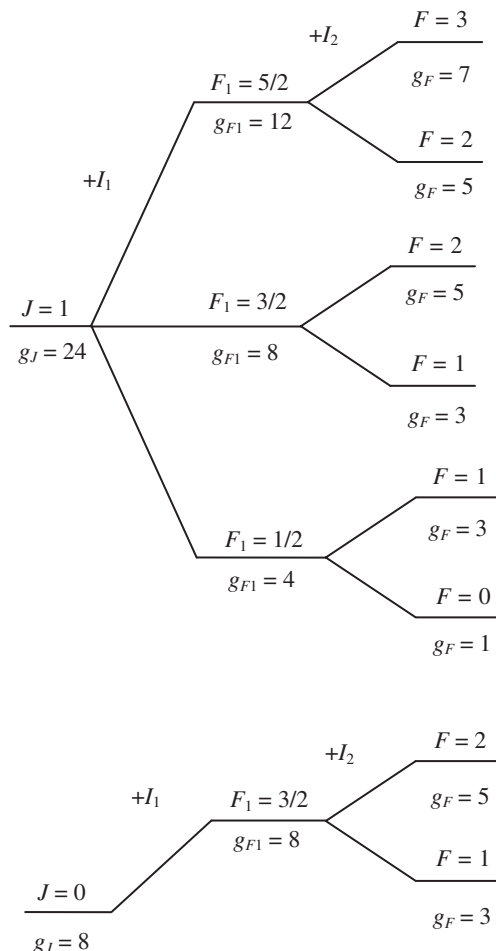 +I₂
F = 3
g_F = 7
F₁ = 5/2
g_F1 = 12
F = 2
g_F = 5
+I₁
F = 2
g_F = 5
J = 1
g_J = 24
F₁ = 3/2
g_F1 = 8
F = 1
g_F = 3
F = 1
g_F = 3
F₁ = 1/2
g_F1 = 4
F = 0
g_F = 1
+I₂
F = 2
g_F = 5
+I₁
F₁ = 3/2
g_F1 = 8
F = 1
g_F = 3
J = 0
g_J = 8